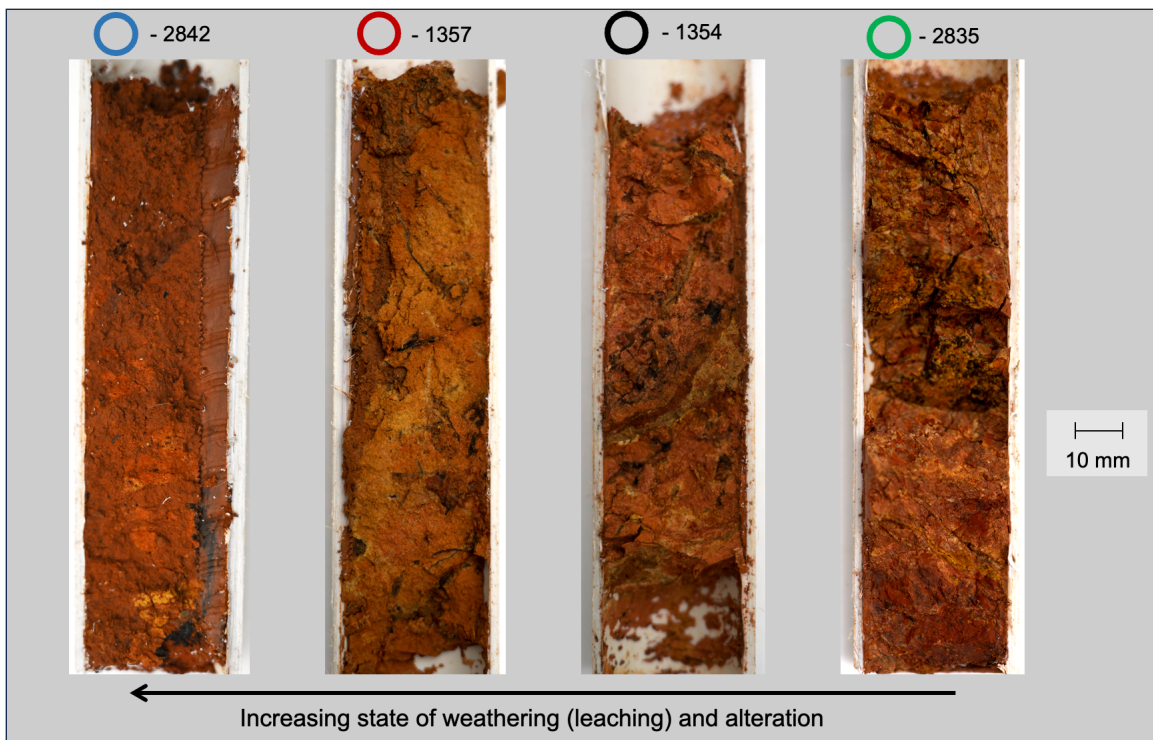 - 2842
- 1357
- 1354
- 2835
10 mm
Increasing state of weathering (leaching) and alteration